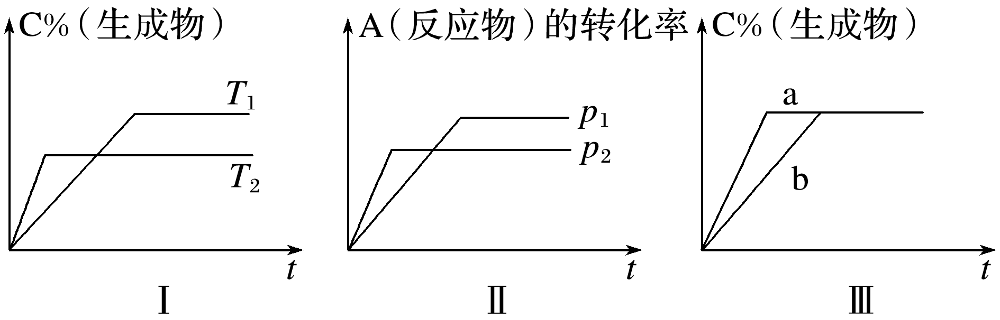 C%(生成物) A(反应物)的转化率 C%(生成物)
T₁ a
p₁
p₂
T₂ b
t t t
Ⅰ Ⅱ Ⅲ